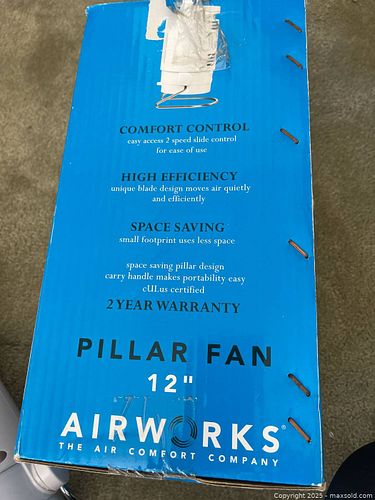 COMFORT CONTROL
easy access 2 speed slide control
for ease of use
HIGH EFFICIENCY
unique blade design moves air quietly
and efficiently
SPACE SAVING
small footprint uses less space
space saving pillar design
carry handle makes portability easy
cULus certified
2 YEAR WARRANTY
PILLAR FAN
12"
AIRWORKS®
THE AIR COMFORT COMPANY
Copyright 2025 - maxsold.com